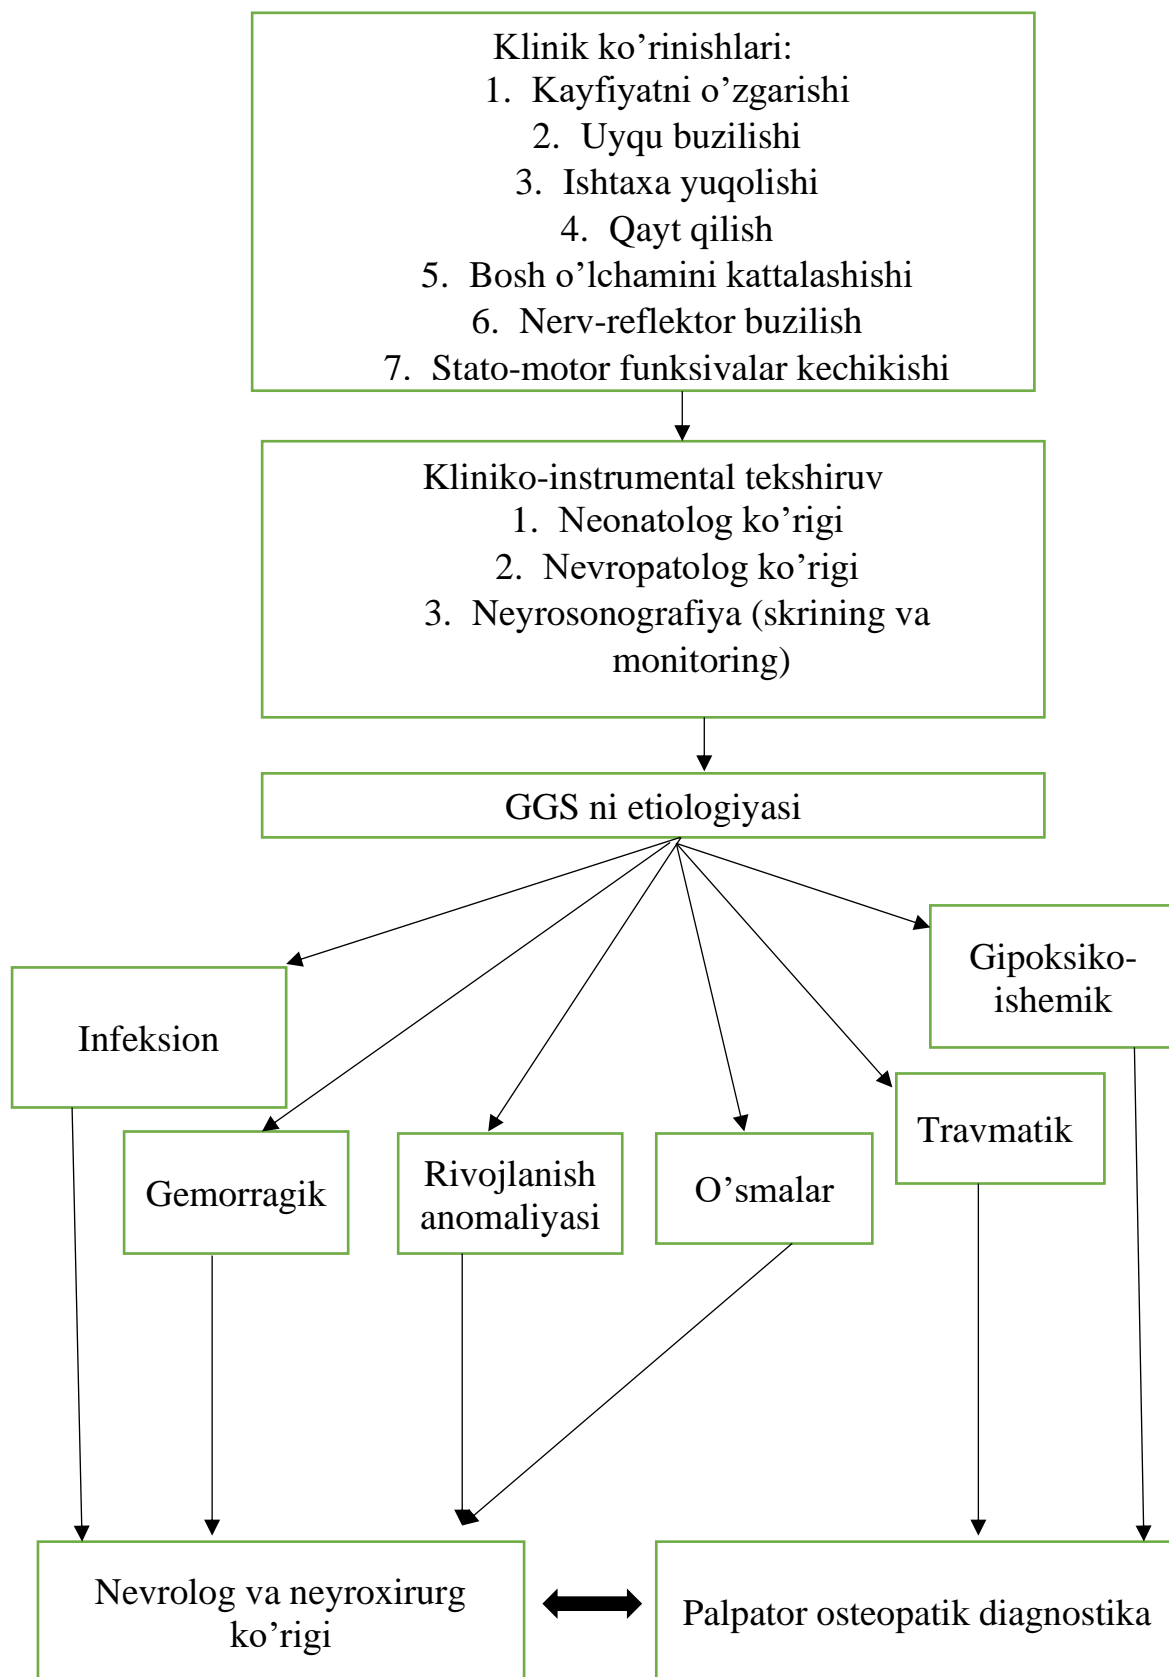 Klinik ko’rinishlari:
1. Kayfiyatni o’zgarishi
2. Uyqu buzilishi
3. Ishtaxa yuqolishi
4. Qayt qilish
5. Bosh o’lchamini kattalashishi
6. Nerv-reflektor buzilish
7. Stato-motor funksivalar kechikishi
Kliniko-instrumental tekshiruv
1. Neonatolog ko’rigi
2. Nevropatolog ko’rigi
3. Neyrosonografiya (skrining va
monitoring)
GGS ni etiologiyasi
Gipoksiko-
ishemik
Infeksion
Travmatik
Gemorragik
Rivojlanish
anomaliyasi
O’smalar
Nevrolog va neyroxirurg
ko’rigi
Palpator osteopatik diagnostika